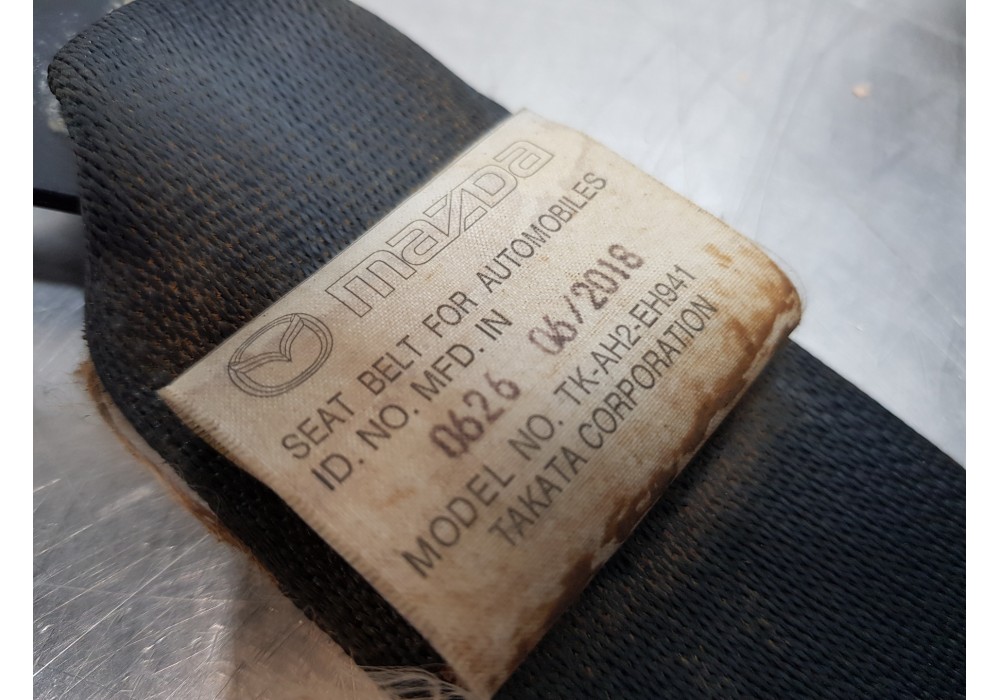 mazda
SEAT BELT FOR AUTOMOBILES
ID. NO. MFD. IN
0626 06/2018
MODEL NO. TK-AH2-EH941
TAKATA CORPORATION